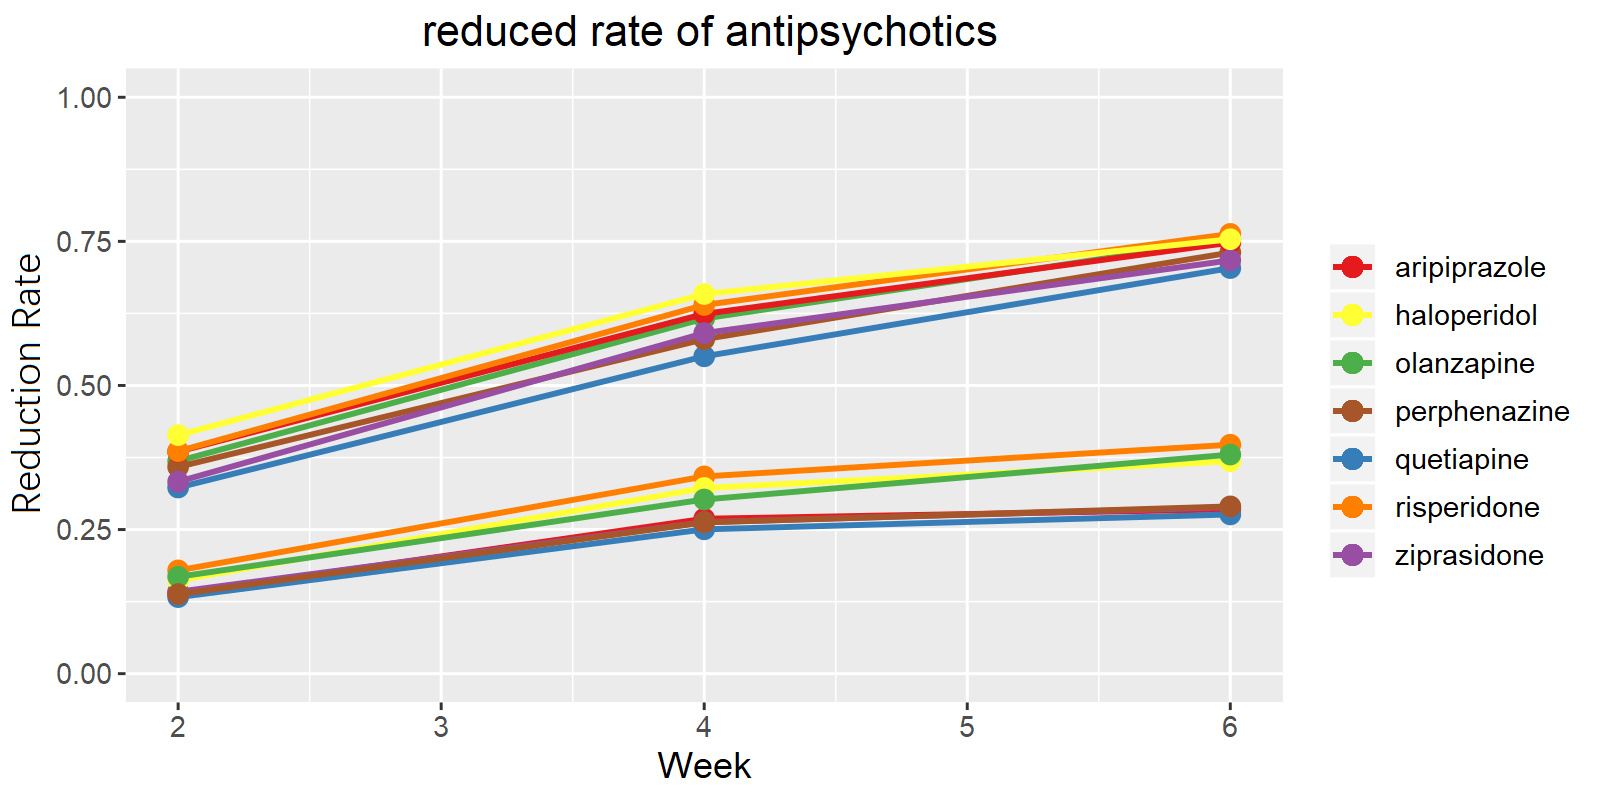 reduced rate of antipsychotics
Reduction Rate
1.00
0.75
0.50
0.25
0.00
2 3 4 5 6
Week
aripiprazole
haloperidol
olanzapine
perphenazine
quetiapine
risperidone
ziprasidone